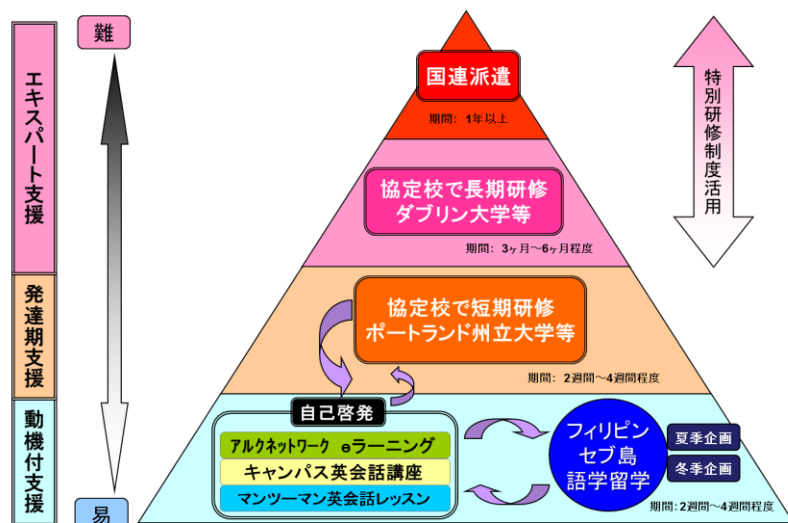 難
易
エキスパート支援
発達期支援
動機付支援
特別研修制度活用
国連派遣
期間: 1年以上
協定校で長期研修
ダブリン大学等
期間: 3ヶ月～6ヶ月程度
協定校で短期研修
ポートランド州立大学等
期間: 2週間～4週間程度
自己啓発
アルクネットワーク eラーニング
キャンパス英会話講座
マンツーマン英会話レッスン
フィリピン
セブ島
語学留学
夏季企画
冬季企画
期間:2週間～4週間程度